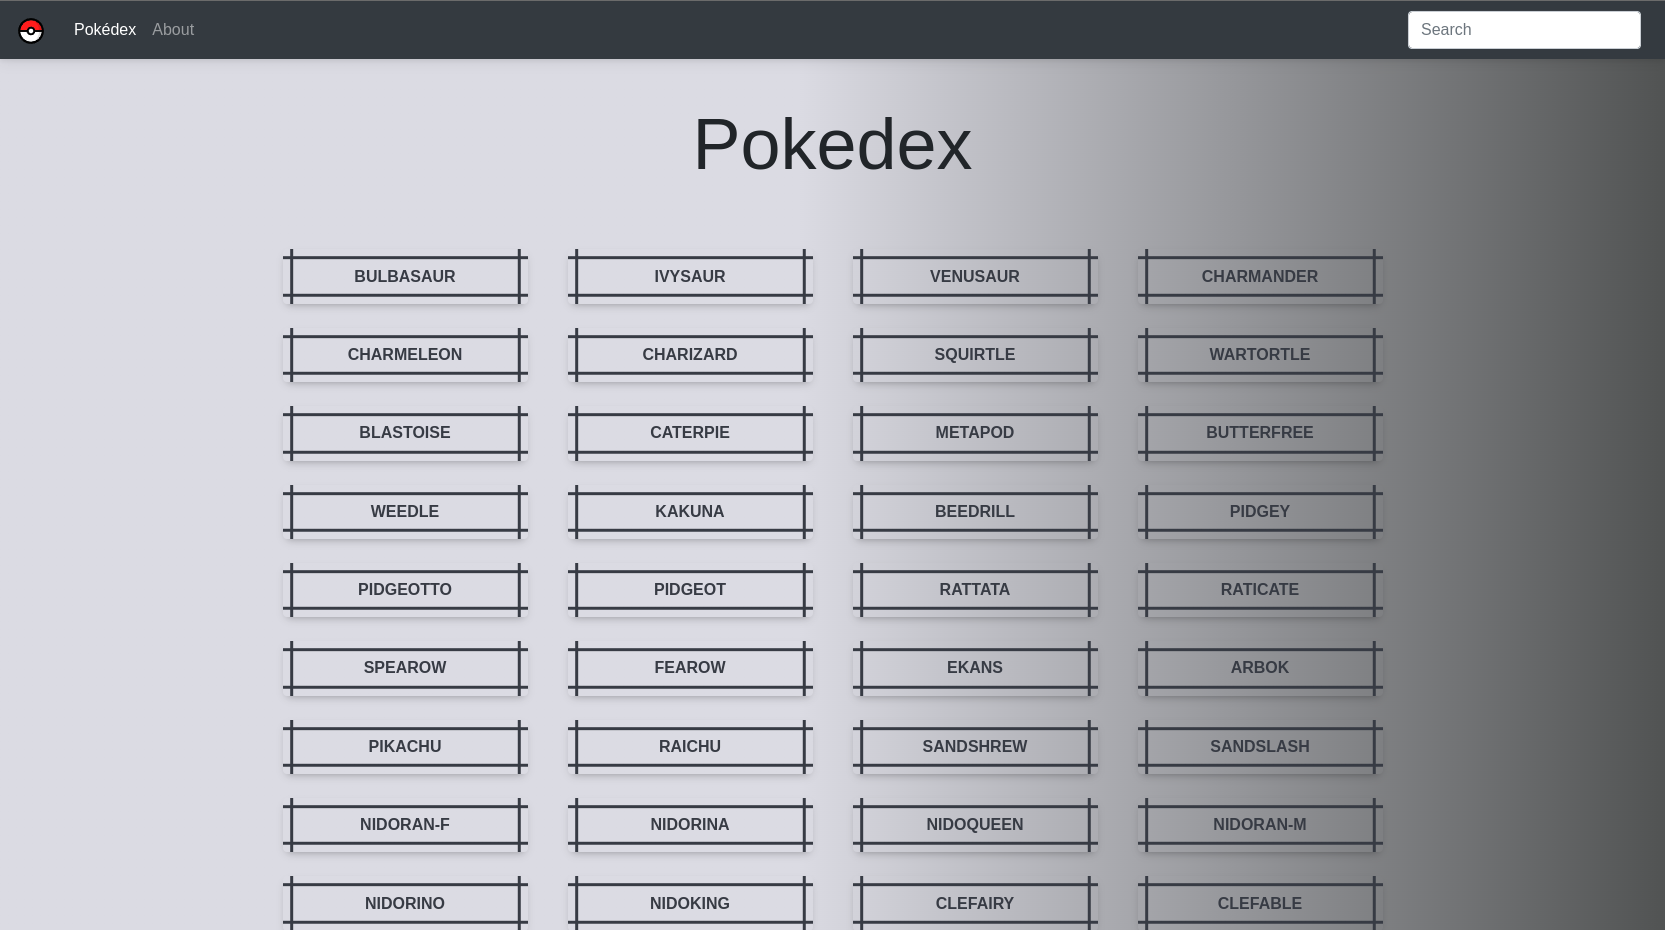 Pokédex About Search
Pokedex
BULBASAUR IVYSAUR VENUSAUR CHARMANDER
CHARMELEON CHARIZARD SQUIRTLE WARTORTLE
BLASTOISE CATERPIE METAPOD BUTTERFREE
WEEDLE KAKUNA BEEDRILL PIDGEY
PIDGEOTTO PIDGEOT RATTATA RATICATE
SPEAROW FEAROW EKANS ARBOK
PIKACHU RAICHU SANDSHREW SANDSLASH
NIDORAN-F NIDORINA NIDOQUEEN NIDORAN-M
NIDORINO NIDOKING CLEFAIRY CLEFABLE